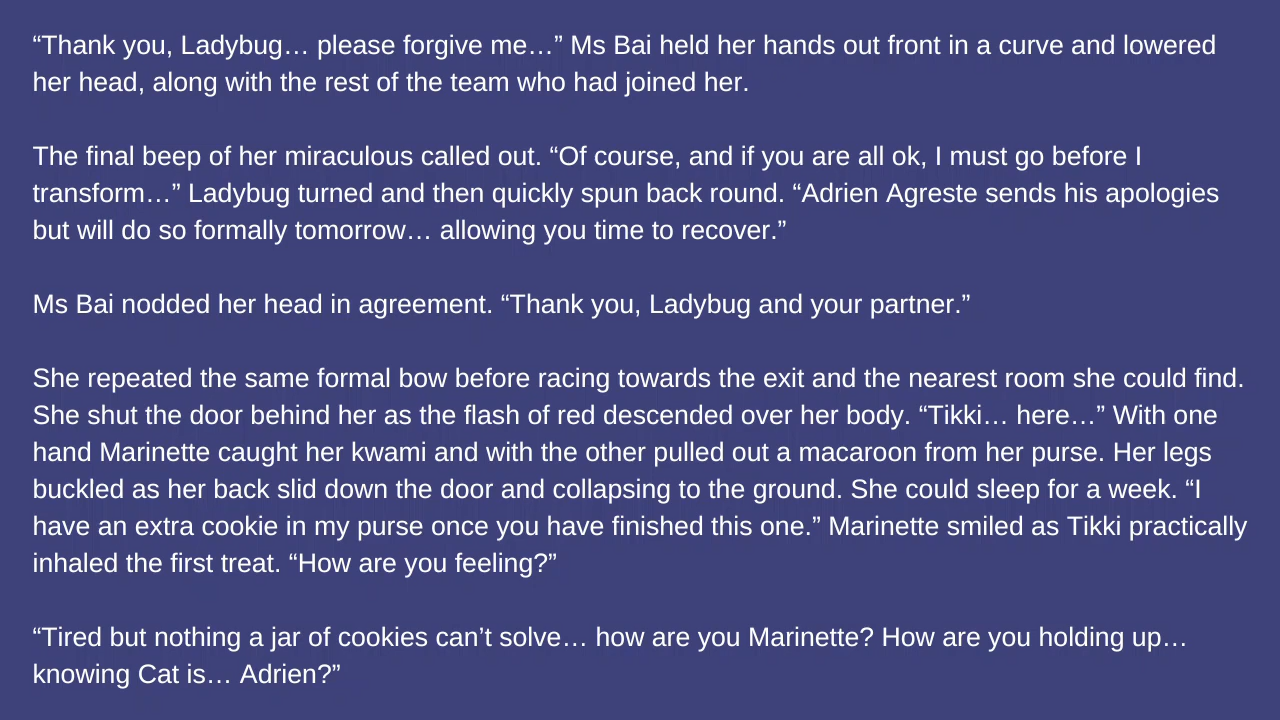 “Thank you, Ladybug… please forgive me…” Ms Bai held her hands out front in a curve and lowered
her head, along with the rest of the team who had joined her.
The final beep of her miraculous called out. “Of course, and if you are all ok, I must go before I
transform…” Ladybug turned and then quickly spun back round. “Adrien Agreste sends his apologies
but will do so formally tomorrow… allowing you time to recover.”
Ms Bai nodded her head in agreement. “Thank you, Ladybug and your partner.”
She repeated the same formal bow before racing towards the exit and the nearest room she could find.
She shut the door behind her as the flash of red descended over her body. “Tikki… here…” With one
hand Marinette caught her kwami and with the other pulled out a macaroon from her purse. Her legs
buckled as her back slid down the door and collapsing to the ground. She could sleep for a week. “I
have an extra cookie in my purse once you have finished this one.” Marinette smiled as Tikki practically
inhaled the first treat. “How are you feeling?”
“Tired but nothing a jar of cookies can’t solve… how are you Marinette? How are you holding up…
knowing Cat is… Adrien?”